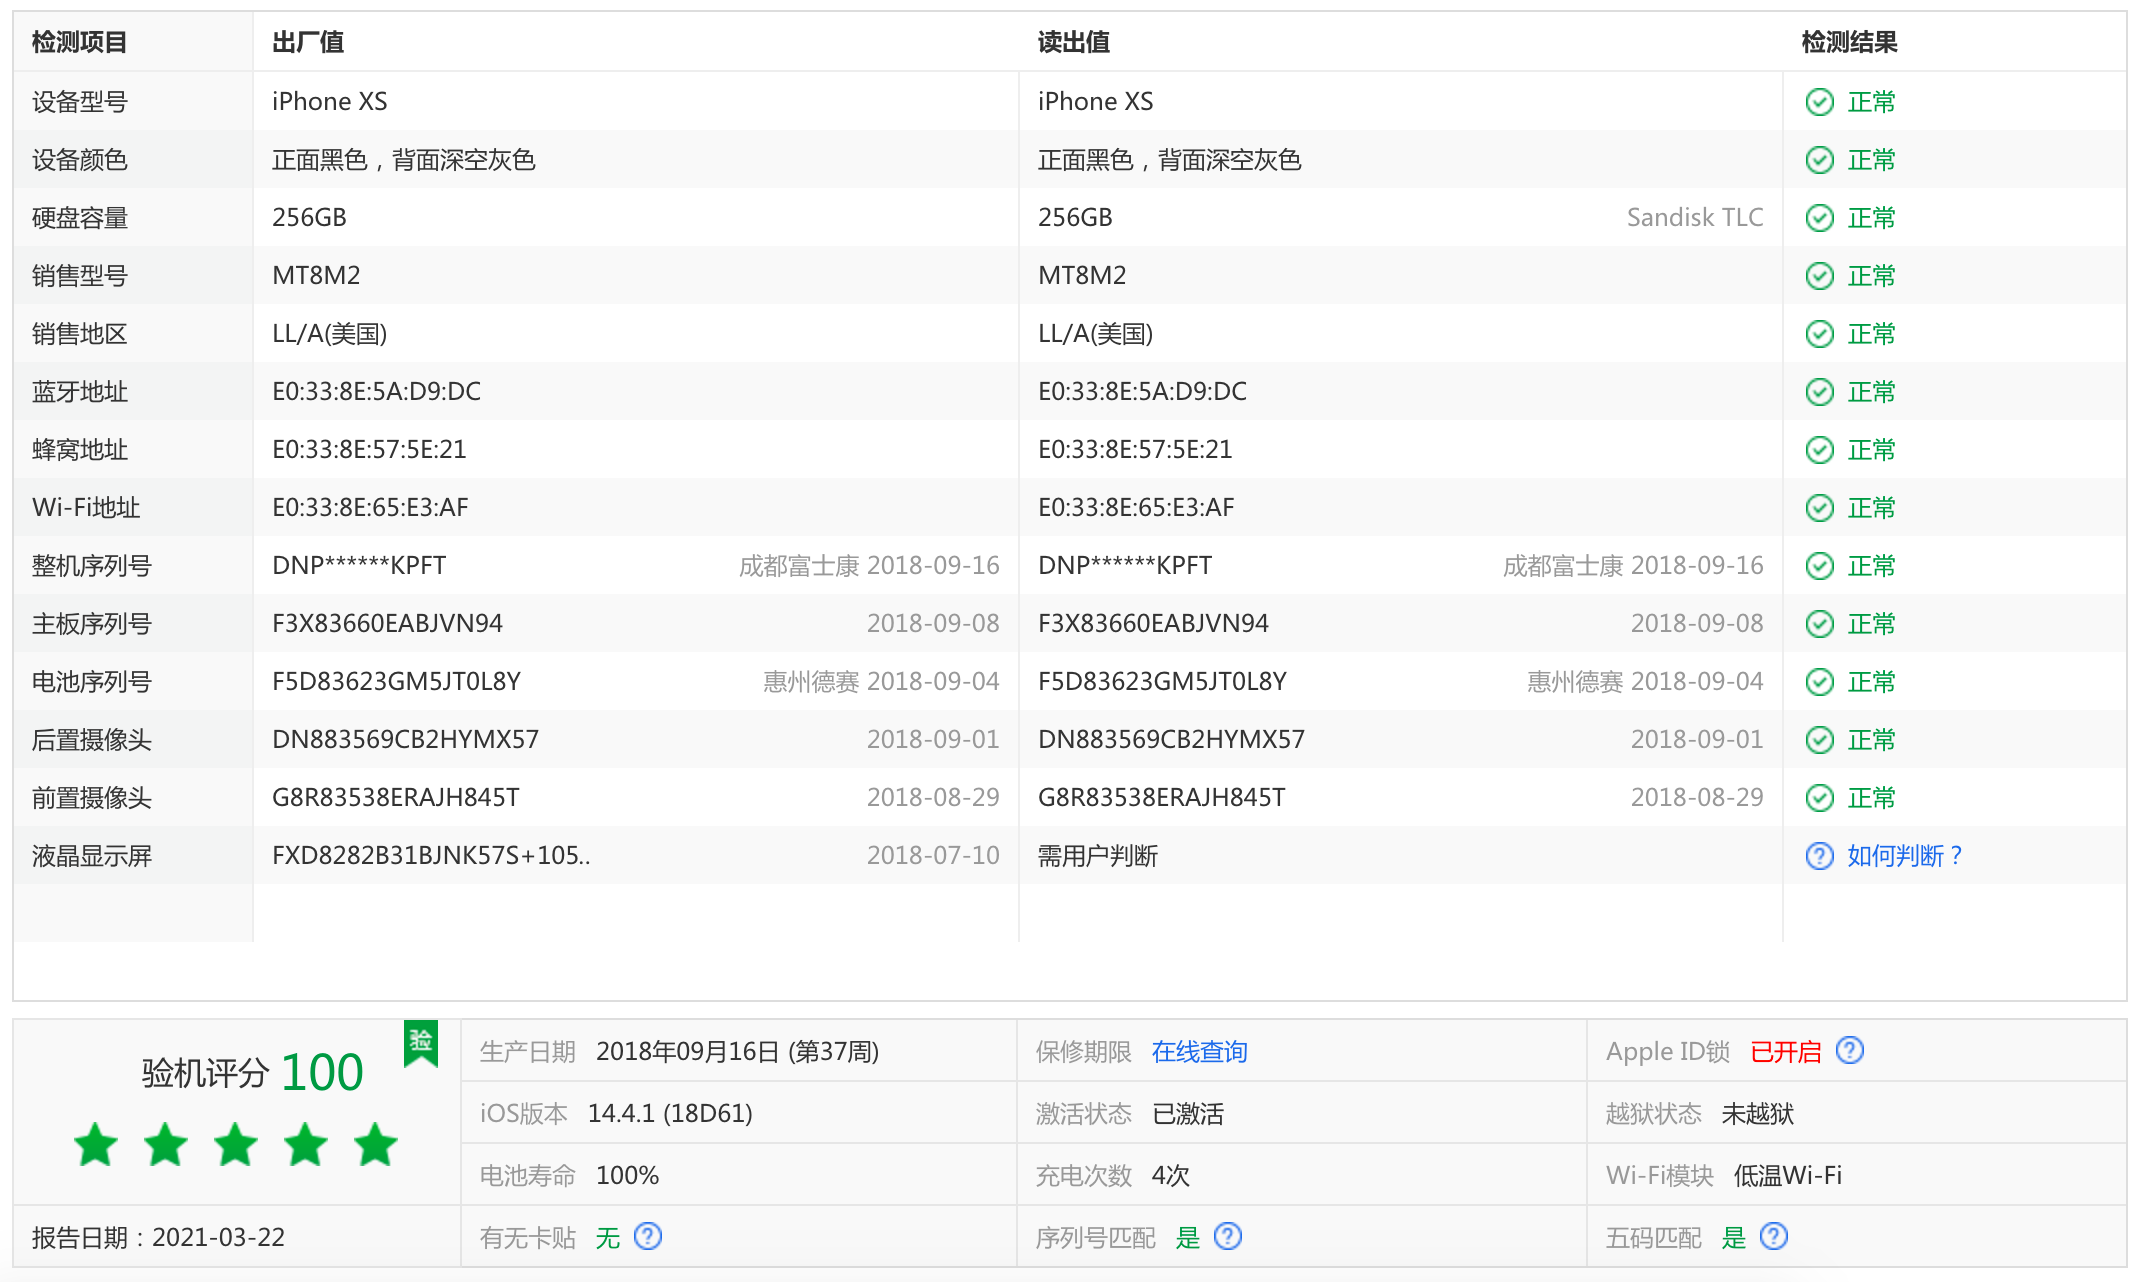 检测项目 出厂值 读出值 检测结果
设备型号 iPhone XS iPhone XS 正常
设备颜色 正面黑色，背面深空灰色 正面黑色，背面深空灰色 正常
硬盘容量 256GB 256GB Sandisk TLC 正常
销售型号 MT8M2 MT8M2 正常
销售地区 LL/A(美国) LL/A(美国) 正常
蓝牙地址 E0:33:8E:5A:D9:DC E0:33:8E:5A:D9:DC 正常
蜂窝地址 E0:33:8E:57:5E:21 E0:33:8E:57:5E:21 正常
Wi-Fi地址 E0:33:8E:65:E3:AF E0:33:8E:65:E3:AF 正常
整机序列号 DNP******KPFT 成都富士康 2018-09-16 DNP******KPFT 成都富士康 2018-09-16 正常
主板序列号 F3X83660EABJVN94 2018-09-08 F3X83660EABJVN94 2018-09-08 正常
电池序列号 F5D83623GM5JT0L8Y 惠州德赛 2018-09-04 F5D83623GM5JT0L8Y 惠州德赛 2018-09-04 正常
后置摄像头 DN883569CB2HYMX57 2018-09-01 DN883569CB2HYMX57 2018-09-01 正常
前置摄像头 G8R83538ERAJH845T 2018-08-29 G8R83538ERAJH845T 2018-08-29 正常
液晶显示屏 FXD8282B31BJNK57S+105.. 2018-07-10 需用户判断 如何判断？
验机评分 100 验
生产日期 2018年09月16日 (第37周) 保修期限 在线查询 Apple ID锁 已开启
iOS版本 14.4.1 (18D61) 激活状态 已激活 越狱状态 未越狱
电池寿命 100% 充电次数 4次 Wi-Fi模块 低温Wi-Fi
报告日期：2021-03-22 有无卡贴 无 序列号匹配 是 五码匹配 是